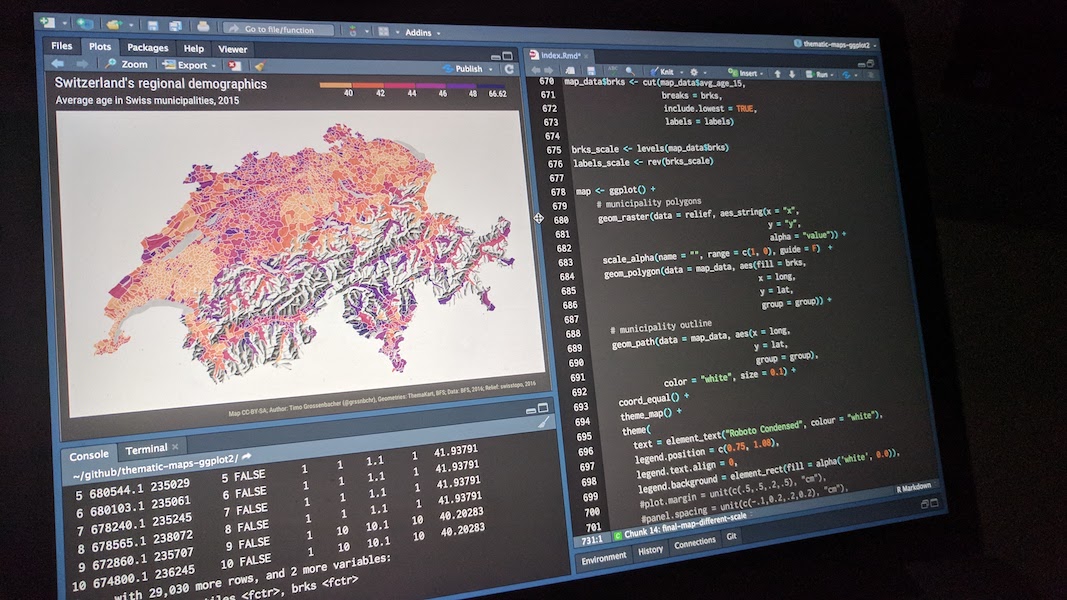 Go to file/function
Addins
thematic-maps-ggplot2
Files Plots Packages Help Viewer
Zoom Export Publish
Switzerland's regional demographics
Average age in Swiss municipalities, 2015
40 42 44 46 48 66.62
Map CC-BY-SA; Author: Timo Grossenbacher (@grssnbchr), Geometries: ThemaKart, BFS; Data: BFS, 2016; Relief: swisstopo, 2016
Console Terminal
~/github/thematic-maps-ggplot2/
5 680544.1 235029 5 FALSE 1 1 1.1 1 41.93791
6 680103.1 235061 6 FALSE 1 1 1.1 1 41.93791
7 678240.1 235245 7 FALSE 1 1 1.1 1 41.93791
8 678565.1 238072 8 FALSE 1 1 1.1 1 41.93791
9 672860.1 235707 9 FALSE 1 10 10.1 10 40.20283
10 674800.1 236245 10 FALSE 1 10 10.1 10 40.20283
with 29,030 more rows, and 2 more variables:
<fctr>, brks <fctr>
index.Rmd*
Knit Insert Run
670 map_data$brks <- cut(map_data$avg_age_15,
671 breaks = brks,
672 include.lowest = TRUE,
673 labels = labels)
674
675 brks_scale <- levels(map_data$brks)
676 labels_scale <- rev(brks_scale)
677
678 map <- ggplot() +
679 # municipality polygons
680 geom_raster(data = relief, aes_string(x = "x",
681 y = "y",
682 alpha = "value")) +
683 scale_alpha(name = "", range = c(1, 0), guide = F) +
684 geom_polygon(data = map_data, aes(fill = brks,
685 x = long,
686 y = lat,
687 group = group)) +
688 # municipality outline
689 geom_path(data = map_data, aes(x = long,
690 y = lat,
691 group = group),
692 color = "white", size = 0.1) +
693 coord_equal() +
694 theme_map() +
695 theme(
696 text = element_text("Roboto Condensed", colour = "white"),
697 legend.position = c(0.75, 1.08),
698 legend.text.align = 0,
699 legend.background = element_rect(fill = alpha('white', 0.0)),
700 #plot.margin = unit(c(.5,.5,.2,.5), "cm"),
701 #panel.spacing = unit(c(-.1,0.2,.2,0.2), "cm"),
731:1 Chunk 14: final-map-different-scale R Markdown
Environment History Connections Git